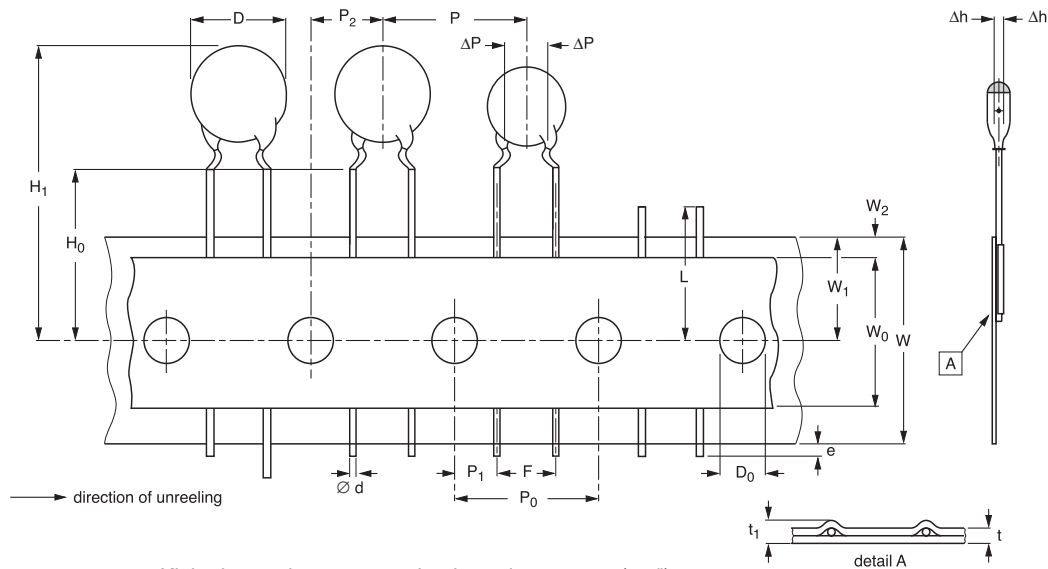 D
P2
P
Δh
Δh
ΔP
ΔP
H1
H0
W2
L
W1
W0
W
A
e
P1
F
D0
Ø d
P0
direction of unreeling
t1
t
detail A